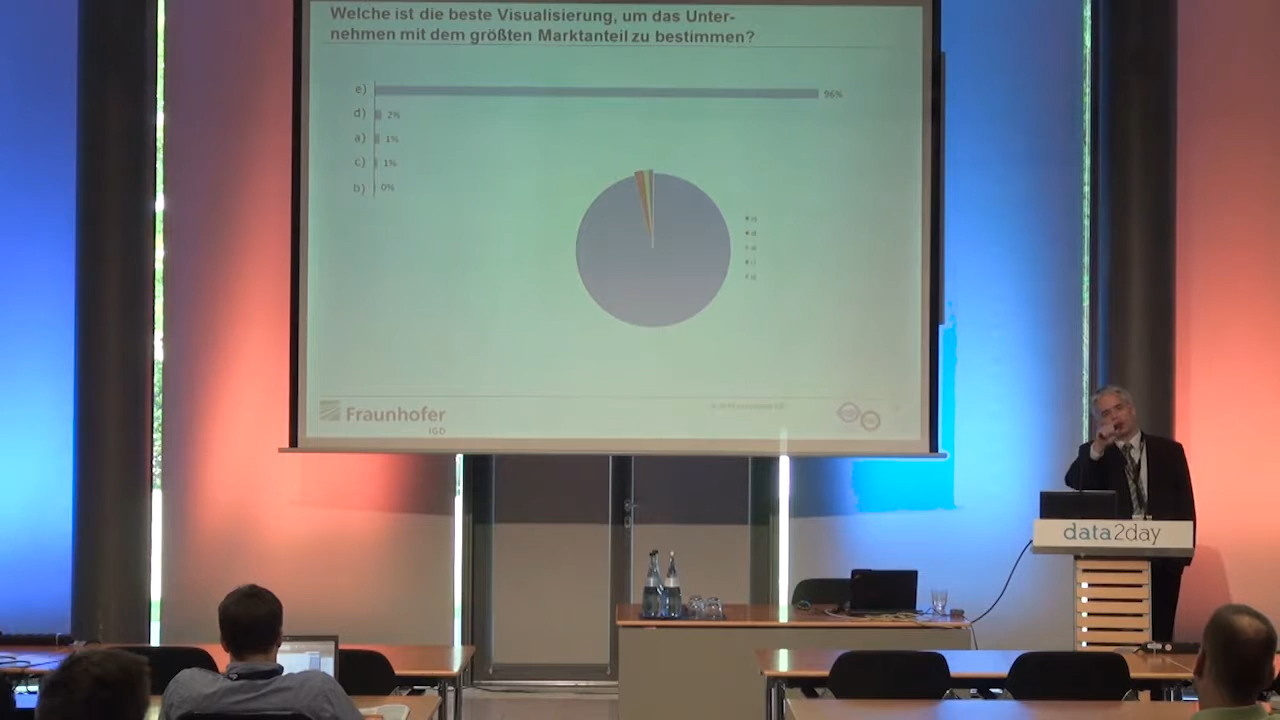 Welche ist die beste Visualisierung, um das Unter-
nehmen mit dem größten Marktanteil zu bestimmen?
e) 96%
d) 2%
a) 1%
c) 1%
b) 0%
Fraunhofer
IGD
data2day